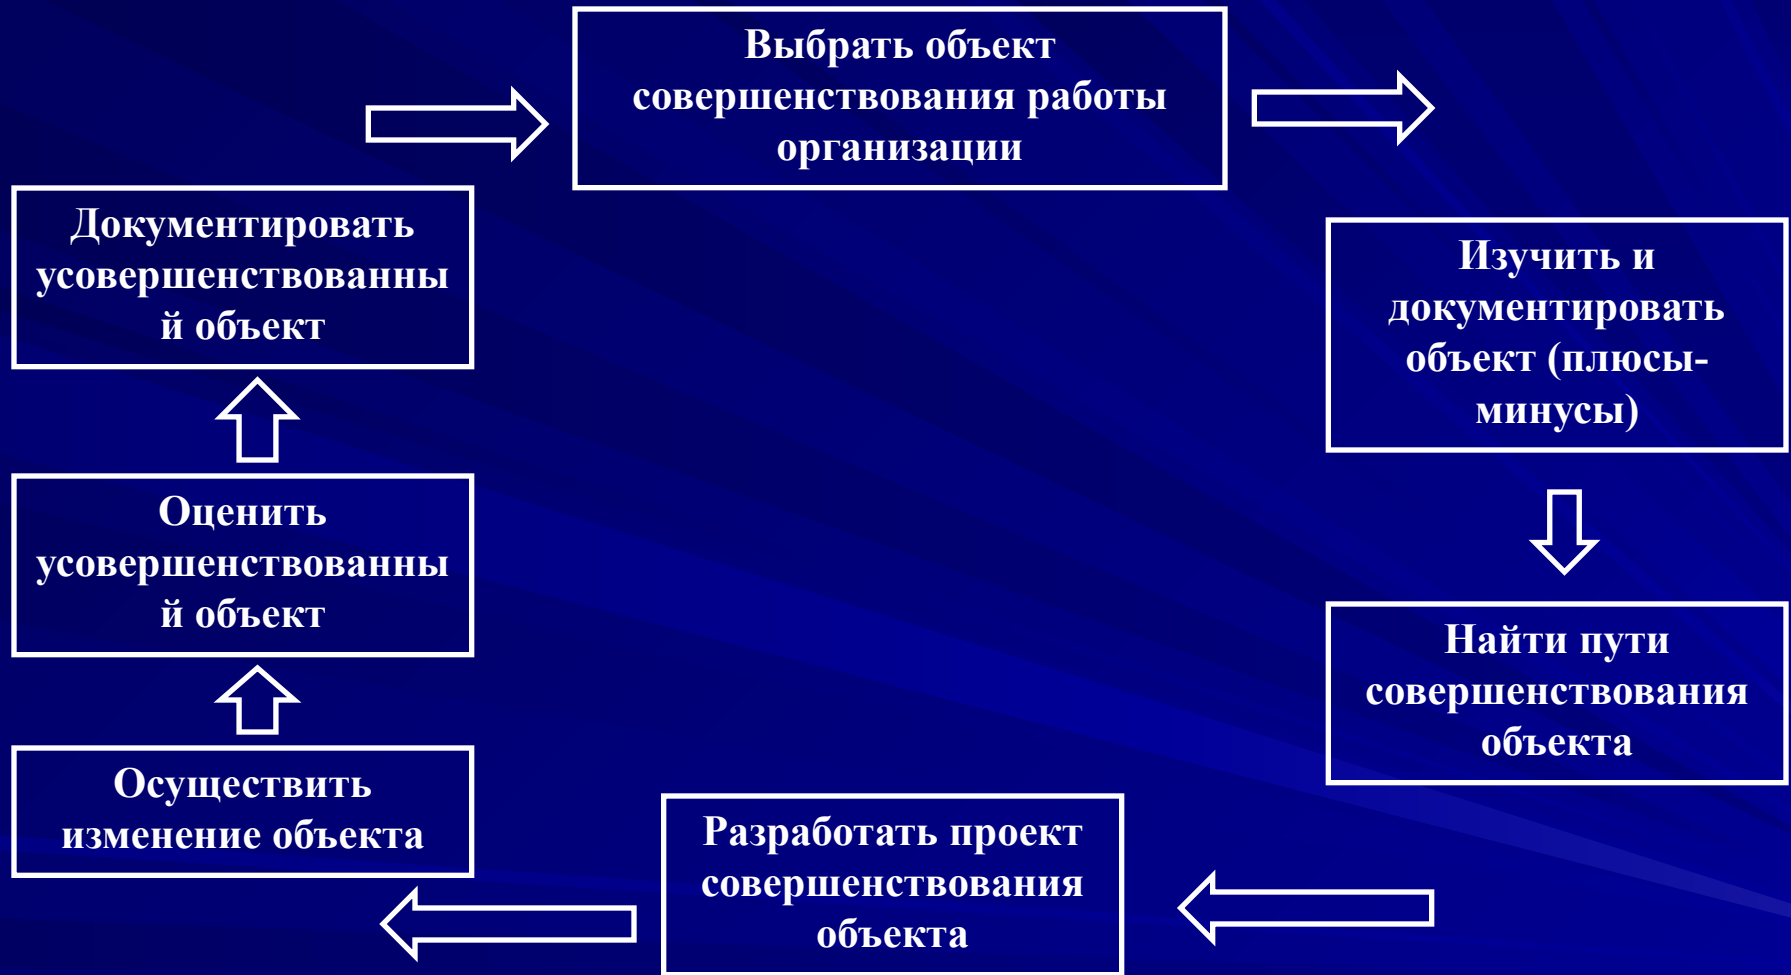 Выбрать объект
совершенствования работы
организации
Изучить и
документировать
объект (плюсы-
минусы)
Найти пути
совершенствования
объекта
Разработать проект
совершенствования
объекта
Осуществить
изменение объекта
Оценить
усовершенствованны
й объект
Документировать
усовершенствованны
й объект